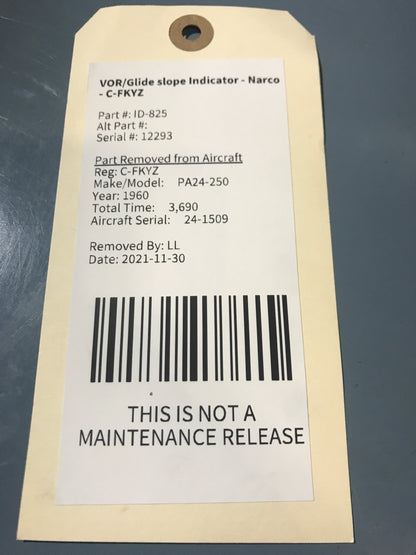 VOR/Glide slope Indicator - Narco
- C-FKYZ
Part #: ID-825
Alt Part #:
Serial #: 12293
Part Removed from Aircraft
Reg: C-FKYZ
Make/Model: PA24-250
Year: 1960
Total Time: 3,690
Aircraft Serial: 24-1509
Removed By: LL
Date: 2021-11-30
THIS IS NOT A
MAINTENANCE RELEASE